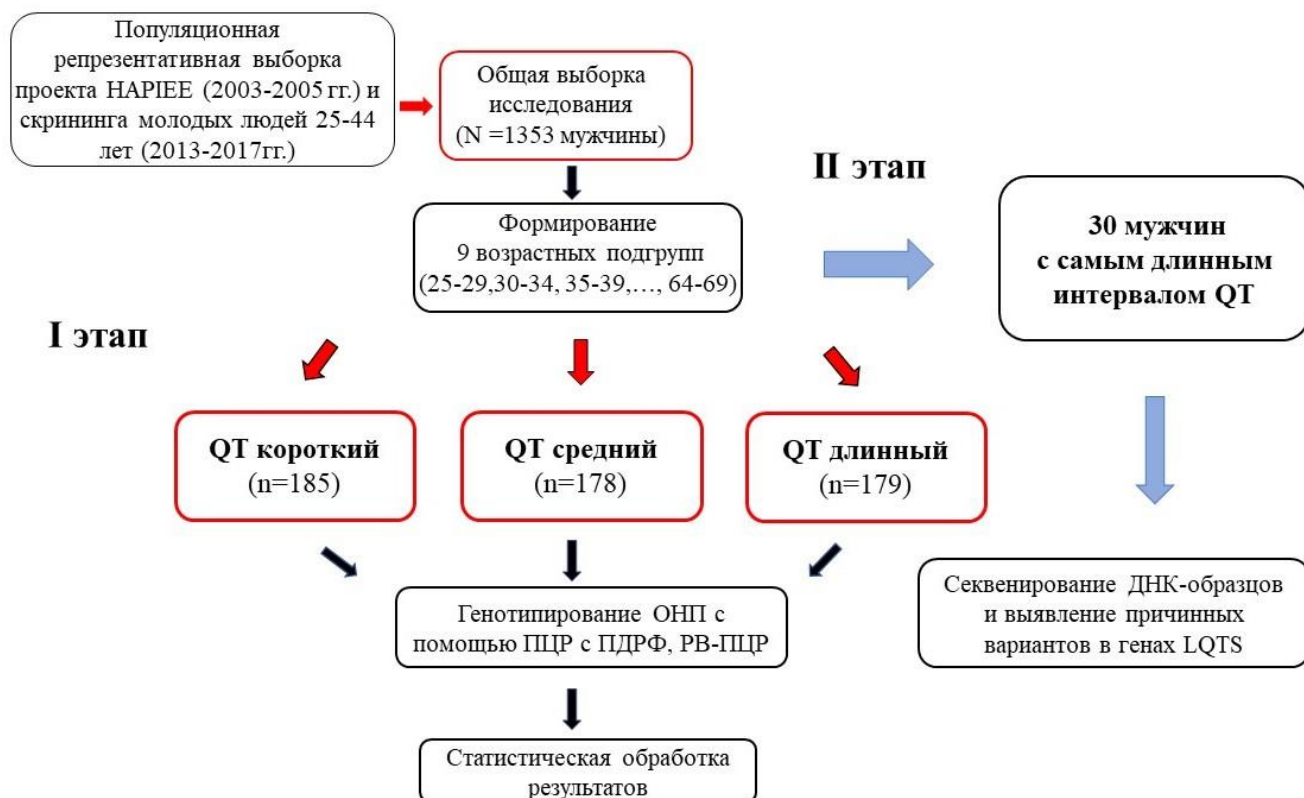 Популяционная
репрезентативная выборка
проекта HAPIEE (2003-2005 гг.) и
скрининга молодых людей 25-44
лет (2013-2017гг.)
Общая выборка
исследования
(N =1353 мужчины)
II этап
Формирование
9 возрастных подгрупп
(25-29,30-34, 35-39,…, 64-69)
30 мужчин
с самым длинным
интервалом QT
I этап
QT короткий
(n=185)
QT средний
(n=178)
QT длинный
(n=179)
Генотипирование ОНП с
помощью ПЦР с ПДРФ, РВ-ПЦР
Секвенирование ДНК-образцов
и выявление причинных
вариантов в генах LQTS
Статистическая обработка
результатов